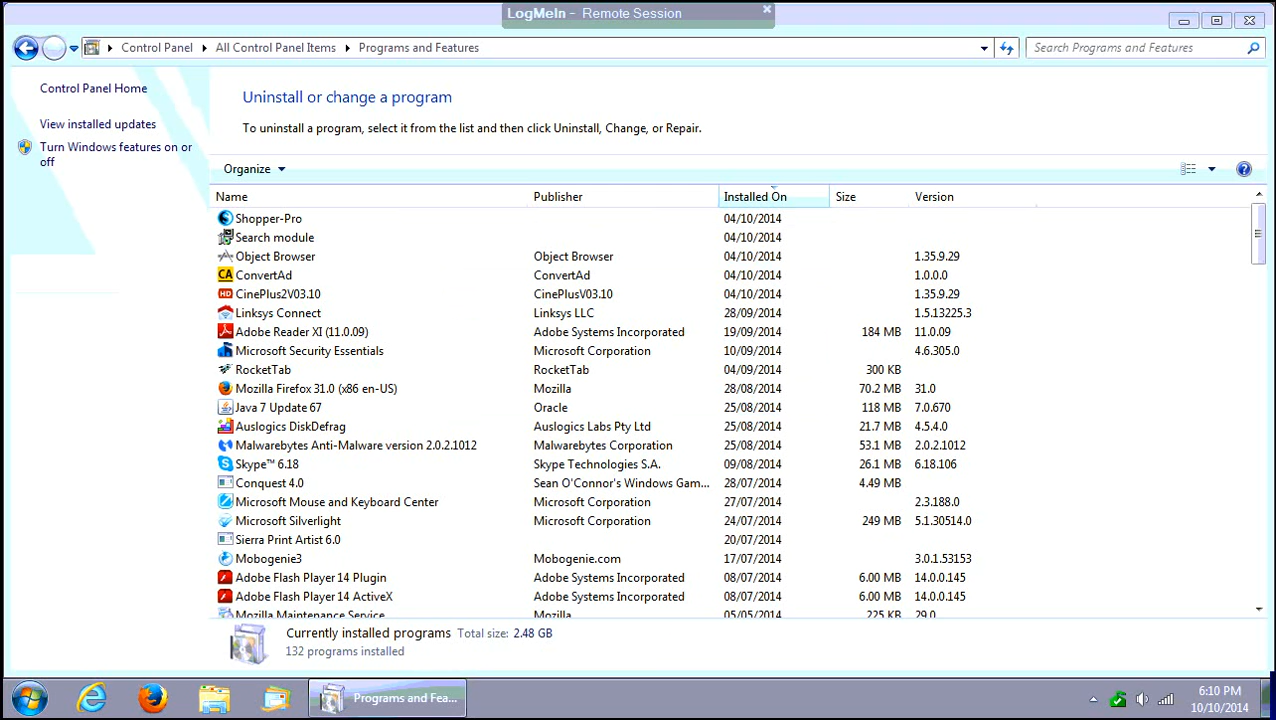 LogMeIn - Remote Session
Control Panel All Control Panel Items Programs and Features Search Programs and Features
Control Panel Home
View installed updates
Turn Windows features on or off
Uninstall or change a program
To uninstall a program, select it from the list and then click Uninstall, Change, or Repair.
Organize
Name Publisher Installed On Size Version
Shopper-Pro 04/10/2014
Search module 04/10/2014
Object Browser Object Browser 04/10/2014 1.35.9.29
CA ConvertAd ConvertAd 04/10/2014 1.0.0.0
HD CinePlus2V03.10 CinePlusV03.10 04/10/2014 1.35.9.29
Linksys Connect Linksys LLC 28/09/2014 1.5.13225.3
Adobe Reader XI (11.0.09) Adobe Systems Incorporated 19/09/2014 184 MB 11.0.09
Microsoft Security Essentials Microsoft Corporation 10/09/2014 4.6.305.0
RocketTab RocketTab 04/09/2014 300 KB
Mozilla Firefox 31.0 (x86 en-US) Mozilla 28/08/2014 70.2 MB 31.0
Java 7 Update 67 Oracle 25/08/2014 118 MB 7.0.670
Auslogics DiskDefrag Auslogics Labs Pty Ltd 25/08/2014 21.7 MB 4.5.4.0
Malwarebytes Anti-Malware version 2.0.2.1012 Malwarebytes Corporation 25/08/2014 53.1 MB 2.0.2.1012
Skype™ 6.18 Skype Technologies S.A. 09/08/2014 26.1 MB 6.18.106
Conquest 4.0 Sean O'Connor's Windows Gam... 28/07/2014 4.49 MB
Microsoft Mouse and Keyboard Center Microsoft Corporation 27/07/2014 2.3.188.0
Microsoft Silverlight Microsoft Corporation 24/07/2014 249 MB 5.1.30514.0
Sierra Print Artist 6.0 20/07/2014
Mobogenie3 Mobogenie.com 17/07/2014 3.0.1.53153
Adobe Flash Player 14 Plugin Adobe Systems Incorporated 08/07/2014 6.00 MB 14.0.0.145
Adobe Flash Player 14 ActiveX Adobe Systems Incorporated 08/07/2014 6.00 MB 14.0.0.145
Mozilla Maintenance Service Mozilla 05/05/2014 225 KB 29.0
Currently installed programs Total size: 2.48 GB
132 programs installed
Programs and Fea...
6:10 PM
10/10/2014